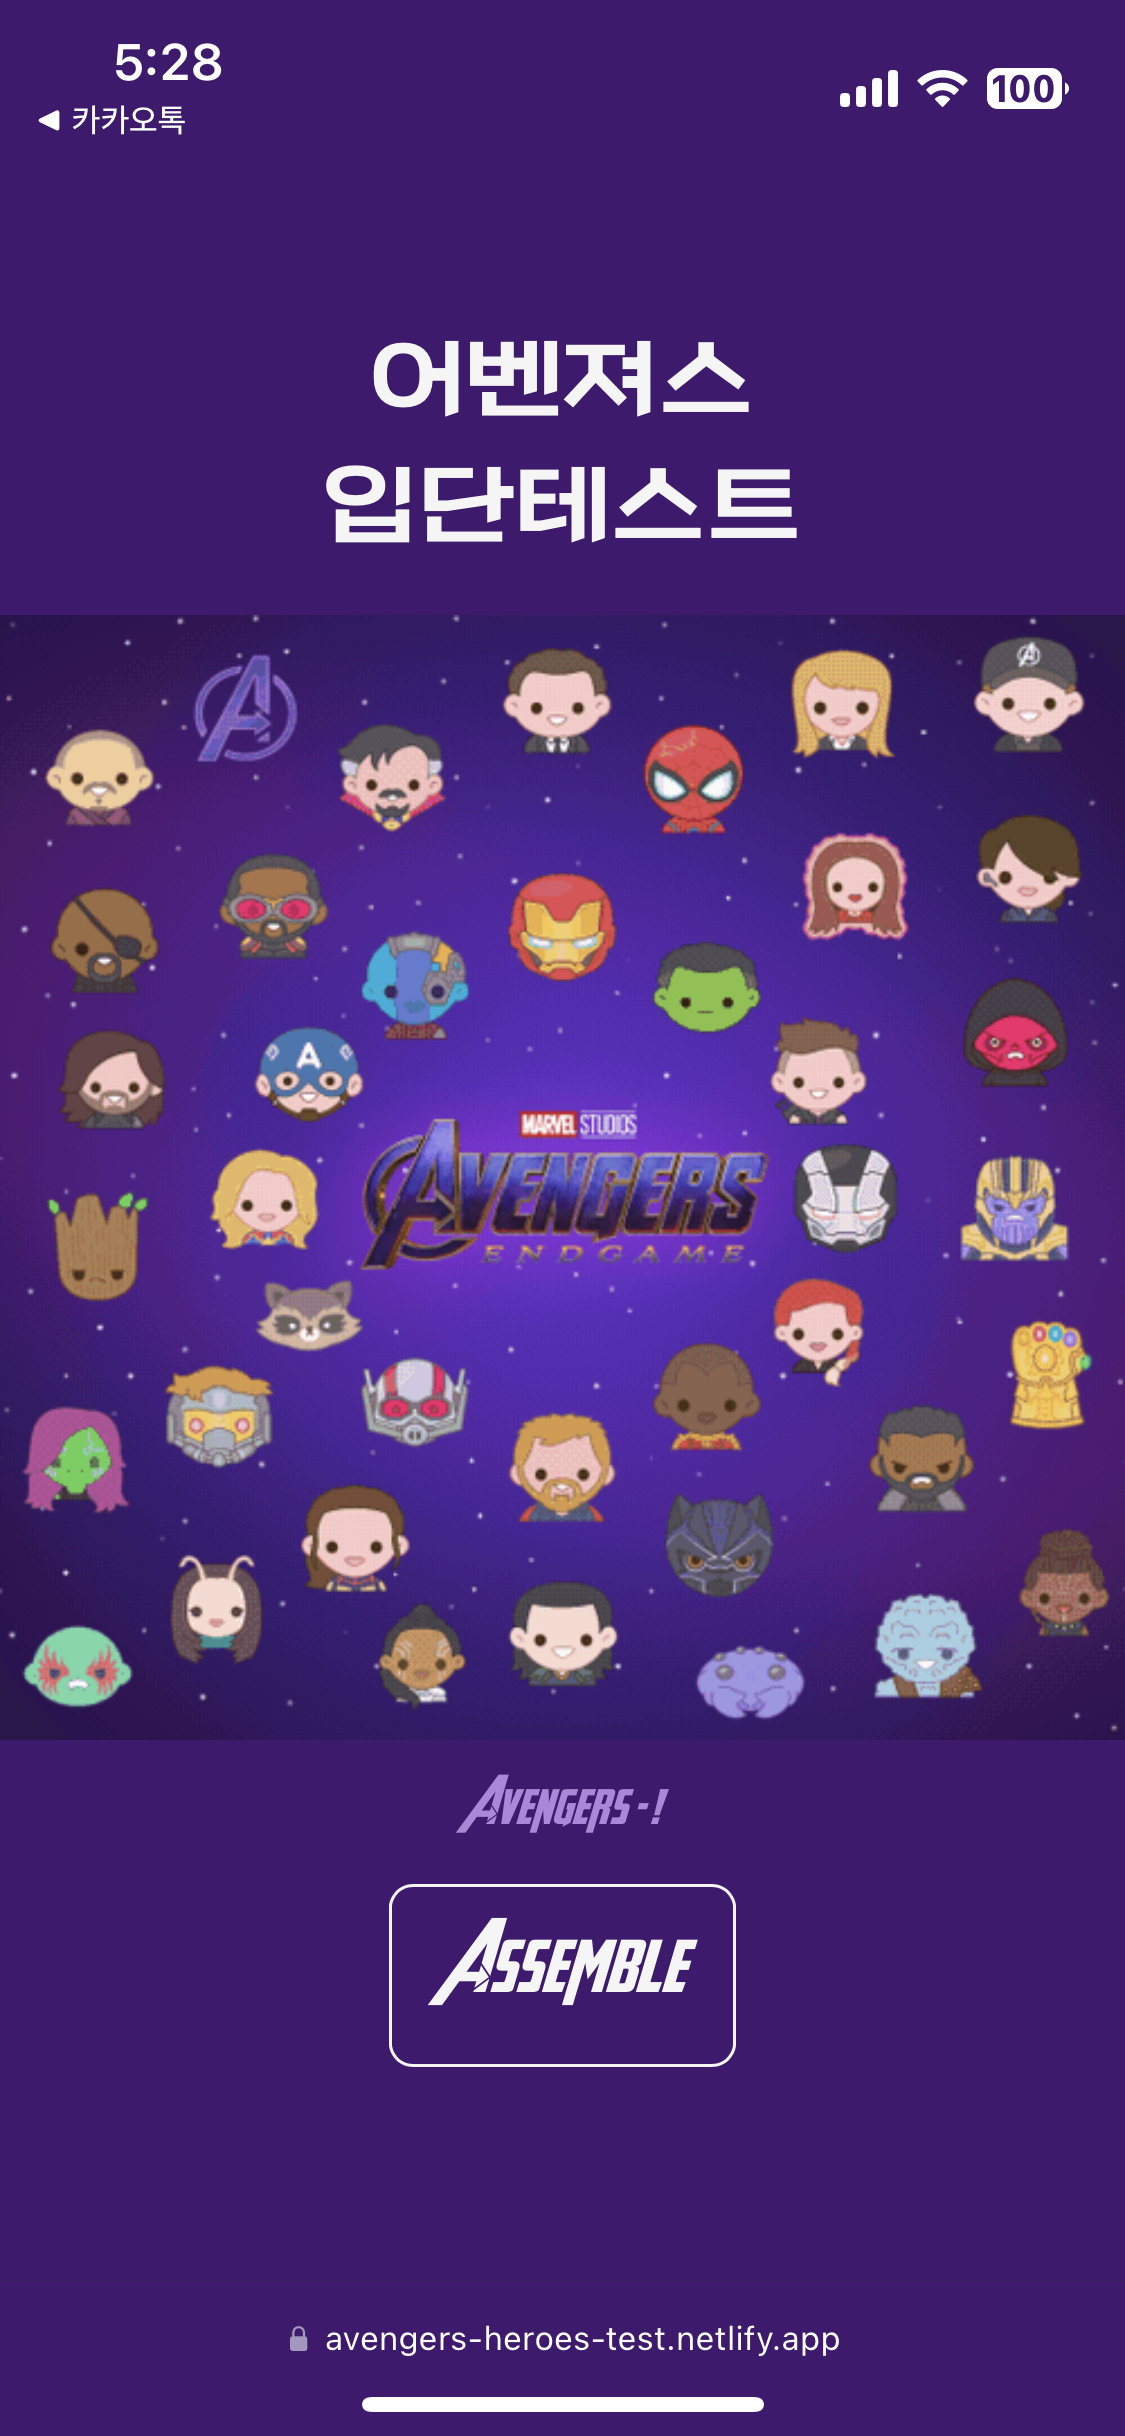 5:28
100
◀ 카카오톡
어벤져스
입단테스트
A
MARVEL STUDIOS
AVENGERS
ENDGAME
AVENGERS-!
ASSEMBLE
avengers-heroes-test.netlify.app